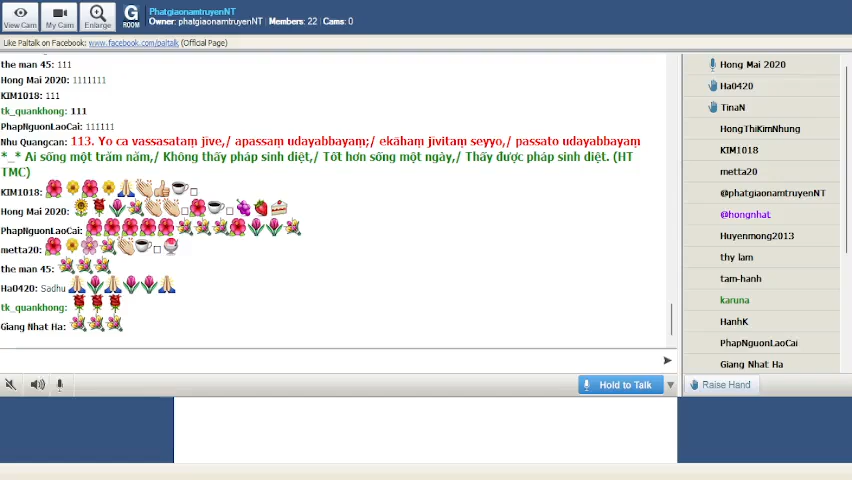 PhatgiaonamtruyenNT
Owner: phatgiaonamtruyenNT | Members: 22 | Cams: 0
View Cam
My Cam
Enlarge
G
ROOM
Like Paltalk on Facebook: www.facebook.com/paltalk (Official Page)
the man 45: 111
Hong Mai 2020: 1111111
KIM1018: 111
tk_quankhong: 111
PhapNguonLaoCai: 111111
Nhu Quangcan: 113. Yo ca vassasataṃ jīve,/ apassaṃ udayabbayaṃ;/ ekāhaṃ jīvitaṃ seyyo,/ passato udayabbayaṃ
*_* Ai sống một trăm năm,/ Không thấy pháp sinh diệt,/ Tốt hơn sống một ngày,/ Thấy được pháp sinh diệt. (HT
TMC)
KIM1018:
Hong Mai 2020:
PhapNguonLaoCai:
metta20:
the man 45:
Ha0420: Sadhu
tk_quankhong:
Giang Nhat Ha:
Hold to Talk
Hong Mai 2020
Ha0420
TinaN
HongThiKimNhung
KIM1018
metta20
@phatgiaonamtruyenNT
@hongnhat
Huyenmong2013
thy lam
tam-hanh
karuna
HanhK
PhapNguonLaoCai
Giang Nhat Ha
Raise Hand